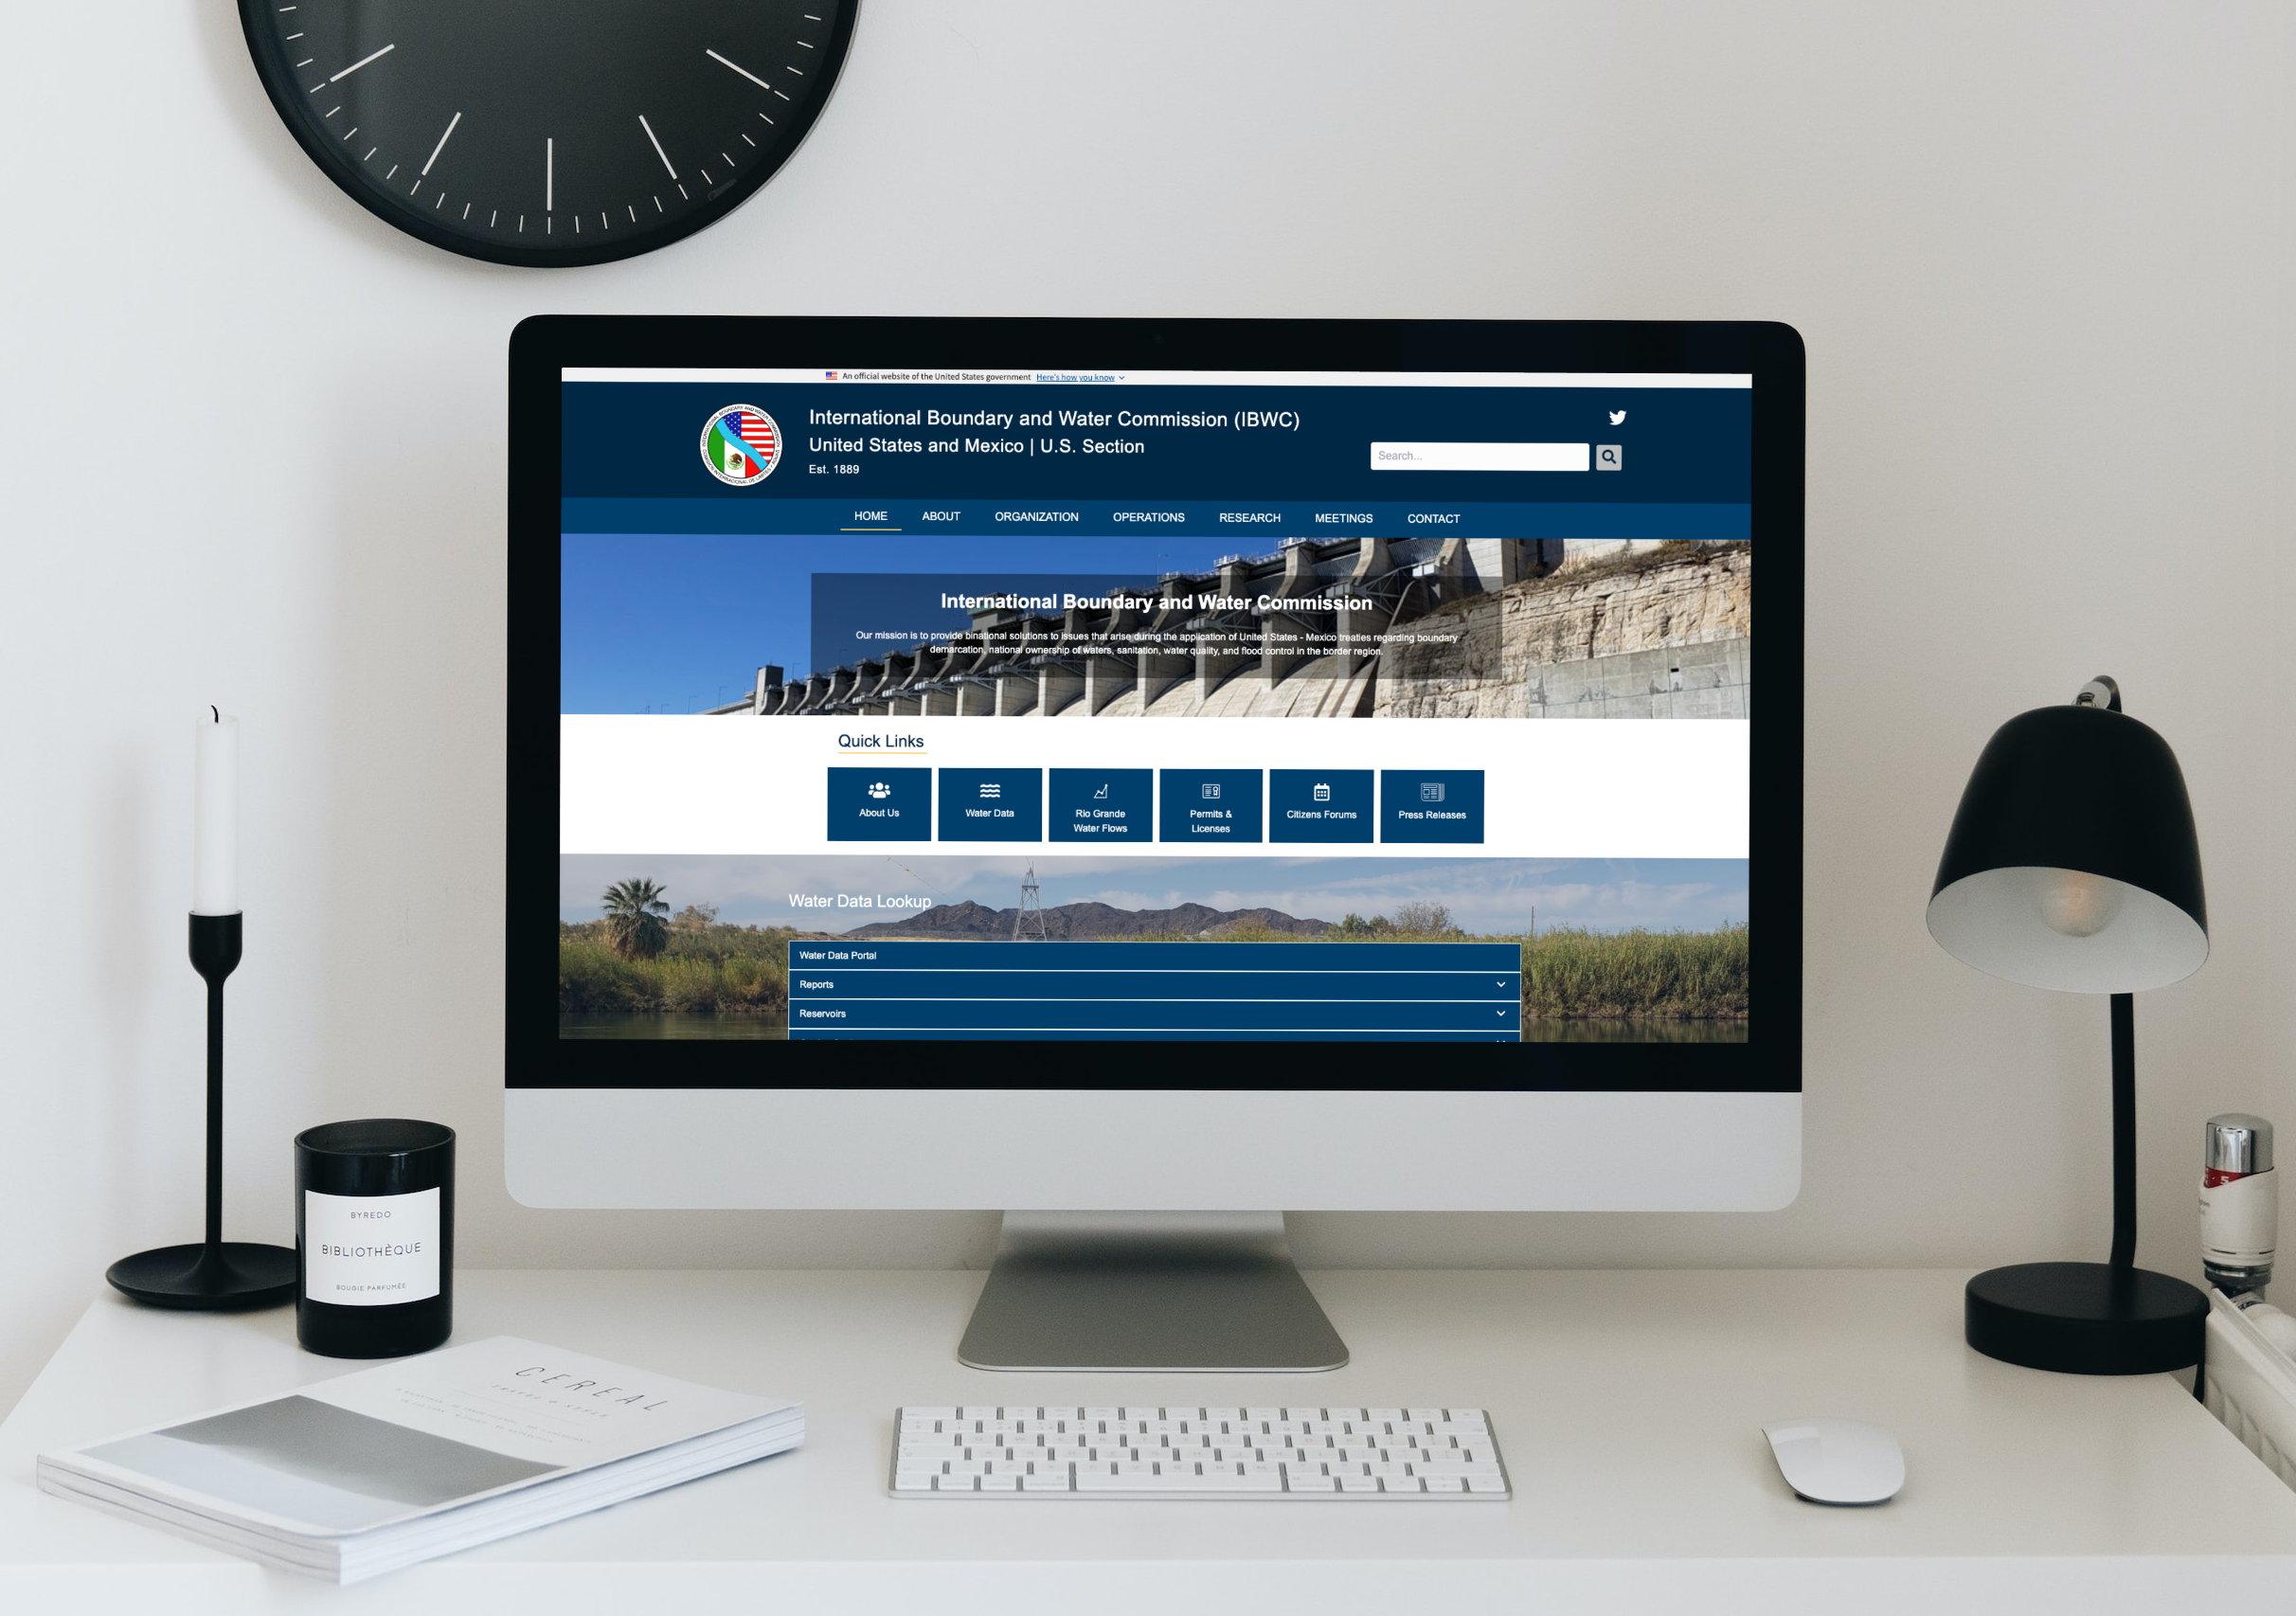 An official website of the United States government Here's how you know
International Boundary and Water Commission (IBWC)
United States and Mexico | U.S. Section
Est. 1889
Search...
HOME ABOUT ORGANIZATION OPERATIONS RESEARCH MEETINGS CONTACT
International Boundary and Water Commission
Our mission is to provide binational solutions to issues that arise during the application of United States - Mexico treaties regarding boundary
demarcation, national ownership of waters, sanitation, water quality, and flood control in the border region.
Quick Links
About Us
Water Data
Rio Grande
Water Flows
Permits &
Licenses
Citizens Forums
Press Releases
Water Data Lookup
Water Data Portal
Reports
Reservoirs
BYREDO
BIBLIOTHÈQUE
BOUGIE PARFUMÉE
CEREAL